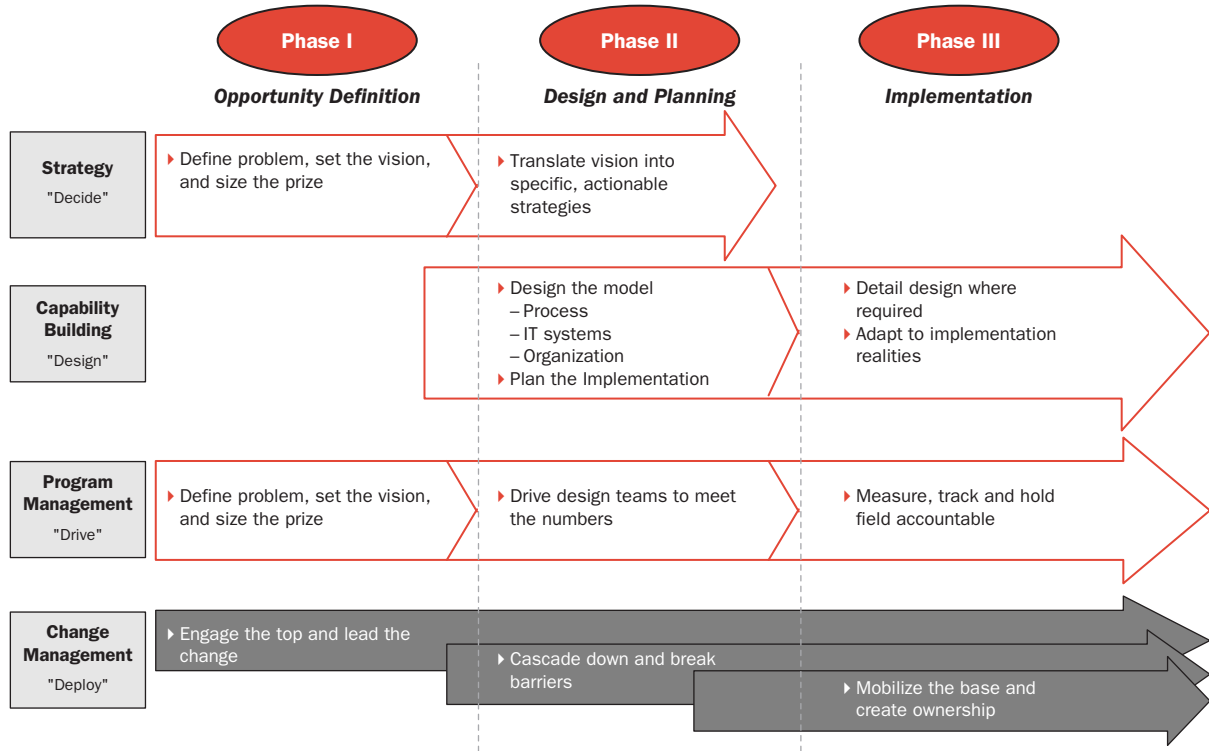 Phase I
Phase II
Phase III
Opportunity Definition
Design and Planning
Implementation
Strategy
"Decide"
Define problem, set the vision,
and size the prize
Translate vision into
specific, actionable
strategies
Capability
Building
"Design"
Design the model
– Process
– IT systems
– Organization
Plan the Implementation
Detail design where
required
Adapt to implementation
realities
Program
Management
"Drive"
Define problem, set the vision,
and size the prize
Drive design teams to meet
the numbers
Measure, track and hold
field accountable
Change
Management
"Deploy"
Engage the top and lead the
change
Cascade down and break
barriers
Mobilize the base and
create ownership